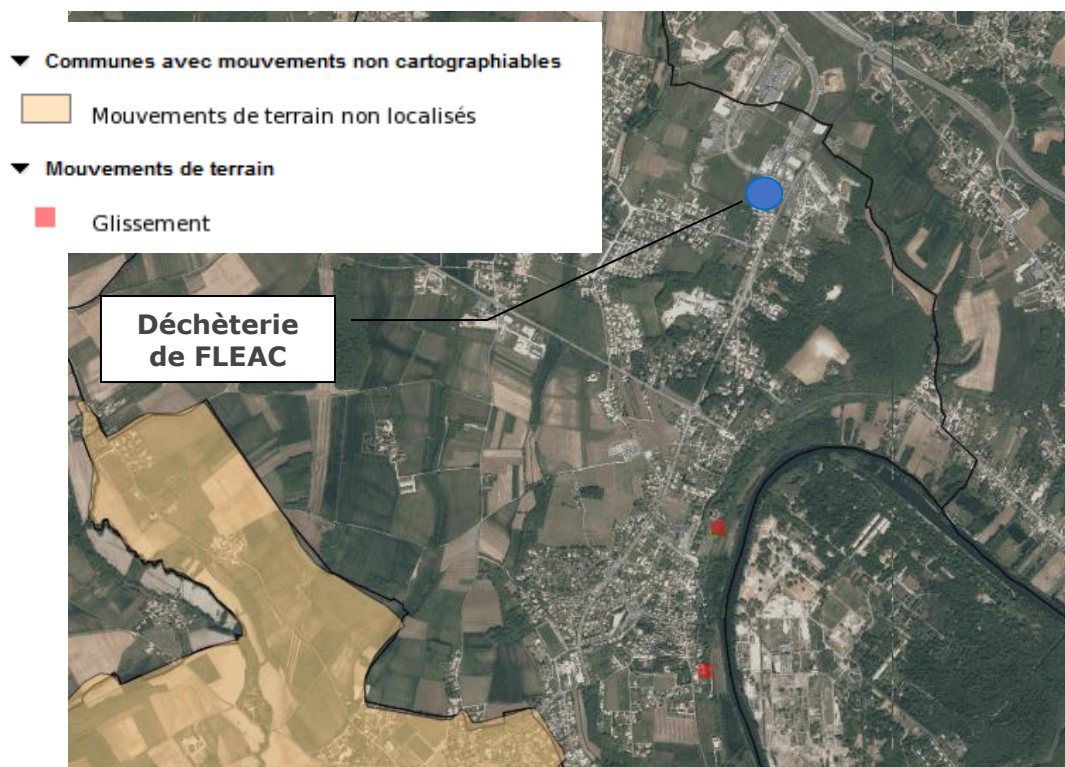 Communes avec mouvements non cartographiables
Mouvements de terrain non localisés
Mouvements de terrain
Glissement
Déchèterie
de FLEAC